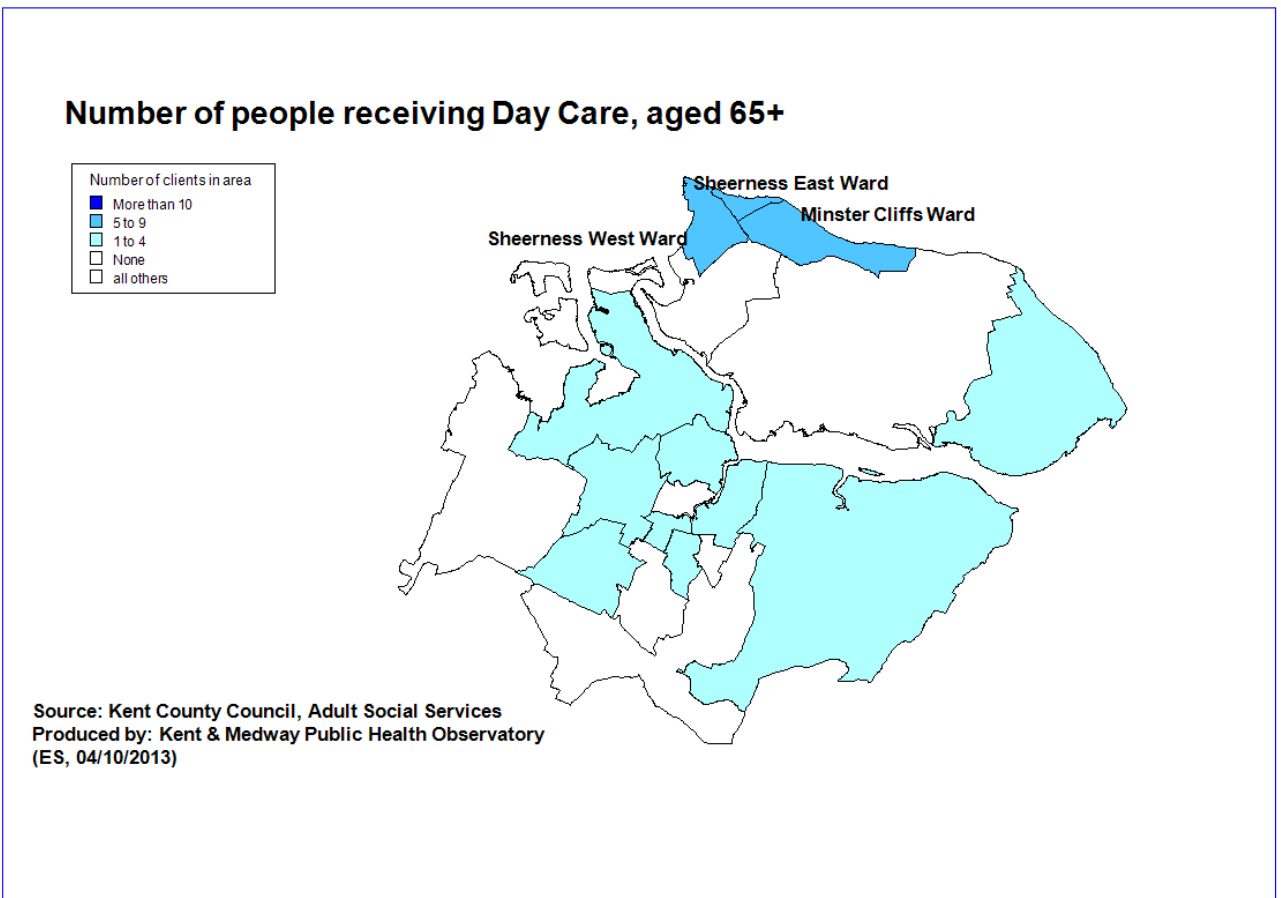 Number of people receiving Day Care, aged 65+
Number of clients in area
More than 10
5 to 9
1 to 4
None
all others
Sheerness East Ward
Minster Cliffs Ward
Sheerness West Ward
Source: Kent County Council, Adult Social Services
Produced by: Kent & Medway Public Health Observatory
(ES, 04/10/2013)